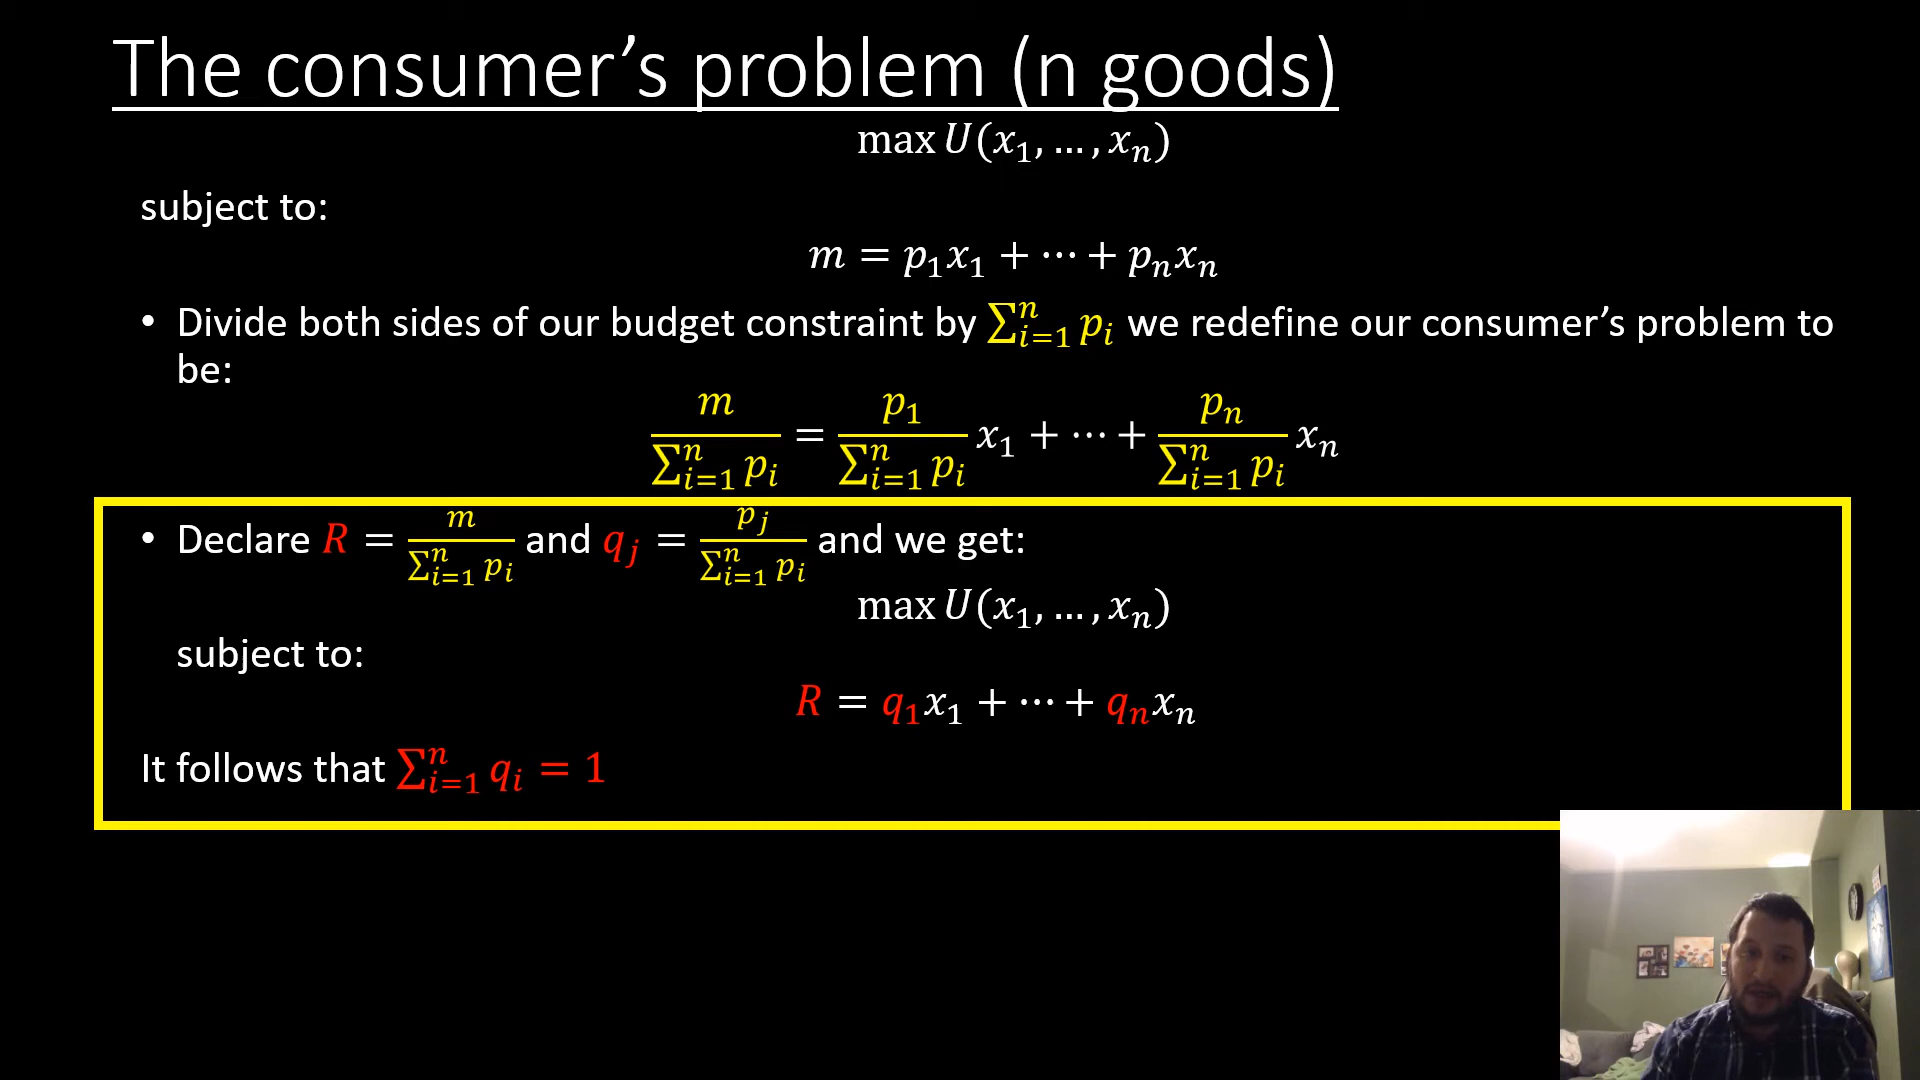 The consumer’s problem (n goods)
max U(x₁, … , xₙ)
subject to:
m = p₁x₁ + ⋯ + pₙxₙ
• Divide both sides of our budget constraint by ∑ⁿᵢ₌₁ pᵢ we redefine our consumer’s problem to
be:
m / ∑ⁿᵢ₌₁ pᵢ = p₁ / ∑ⁿᵢ₌₁ pᵢ x₁ + ⋯ + pₙ / ∑ⁿᵢ₌₁ pᵢ xₙ
• Declare R = m / ∑ⁿᵢ₌₁ pᵢ and qⱼ = pⱼ / ∑ⁿᵢ₌₁ pᵢ and we get:
max U(x₁, … , xₙ)
subject to:
R = q₁x₁ + ⋯ + qₙxₙ
It follows that ∑ⁿᵢ₌₁ qᵢ = 1